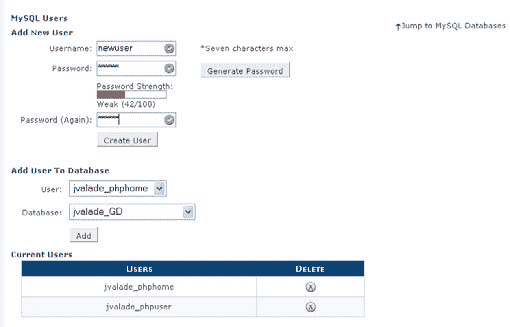 MySQL Users
↑Jump to MySQL Databases
Add New User
Username: newuser *Seven characters max
Password: ***** Generate Password
Password Strength:
Weak (42/100)
Password (Again): *****
Create User
Add User To Database
User: jvalade_phphome
Database: jvalade_GD
Add
Current Users
Users Delete
jvalade_phphome
jvalade_phpuser